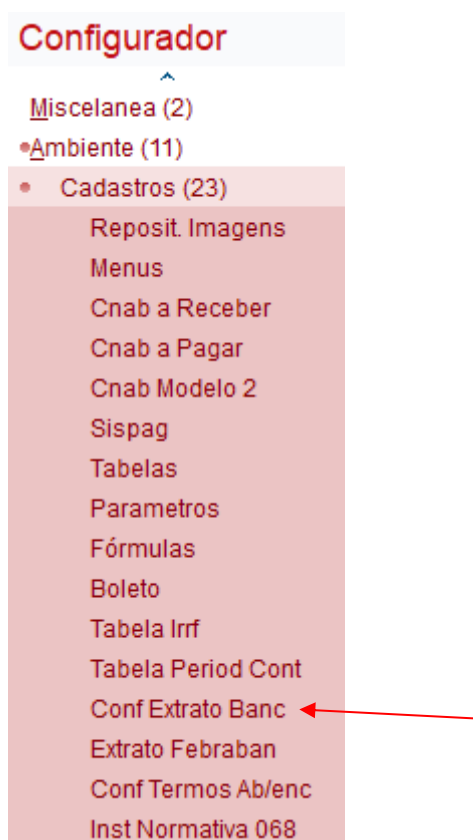 Configurador
Miscelanea (2)
Ambiente (11)
Cadastros (23)
Reposit. Imagens
Menus
Cnab a Receber
Cnab a Pagar
Cnab Modelo 2
Sispag
Tabelas
Parametros
Fórmulas
Boleto
Tabela Irrf
Tabela Period Cont
Conf Extrato Banc
Extrato Febraban
Conf Termos Ab/enc
Inst Normativa 068